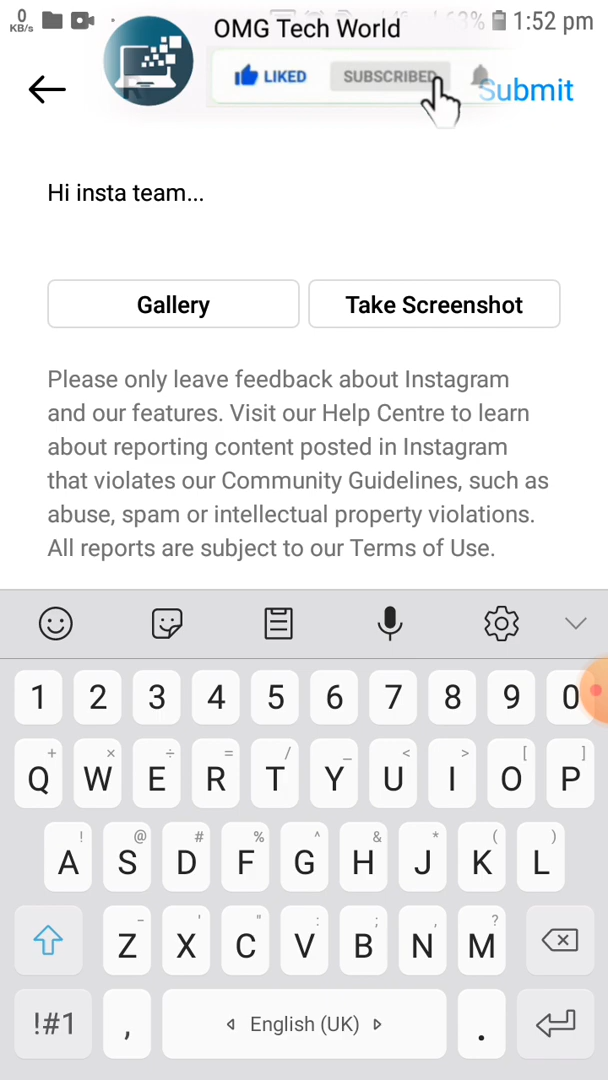 0
KB/s
63%
1:52 pm
OMG Tech World
LIKED
SUBSCRIBED
Submit
Hi insta team...
Gallery
Take Screenshot
Please only leave feedback about Instagram
and our features. Visit our Help Centre to learn
about reporting content posted in Instagram
that violates our Community Guidelines, such as
abuse, spam or intellectual property violations.
All reports are subject to our Terms of Use.
1 2 3 4 5 6 7 8 9 0
+ × ÷ = / _ < > [ ]
Q W E R T Y U I O P
! @ # % ^ & * ( )
A S D F G H J K L
- ' " : ; , ?
Z X C V B N M
!#1 , English (UK) .